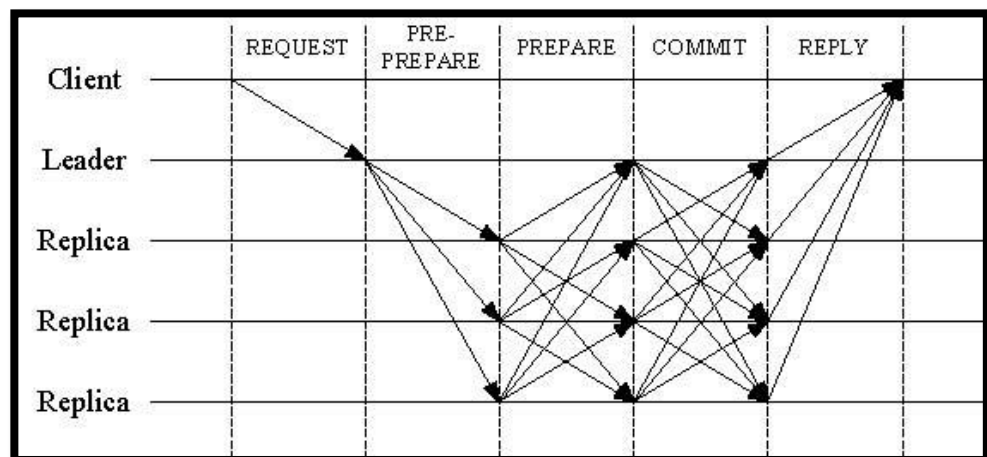 REQUEST
PRE-
PREPARE
PREPARE
COMMIT
REPLY
Client
Leader
Replica
Replica
Replica